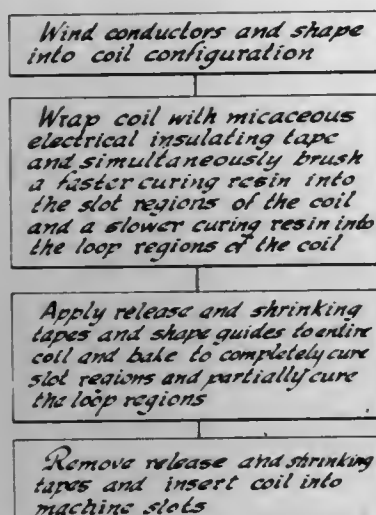 Wind conductors and shape
into coil configuration
Wrap coil with micaceous
electrical insulating tape
and simultaneously brush
a faster curing resin into
the slot regions of the coil
and a slower curing resin into
the loop regions of the coil
Apply release and shrinking
tapes and shape guides to entire
coil and bake to completely cure
slot regions and partially cure
the loop regions
Remove release and shrinking
tapes and insert coil into
machine slots